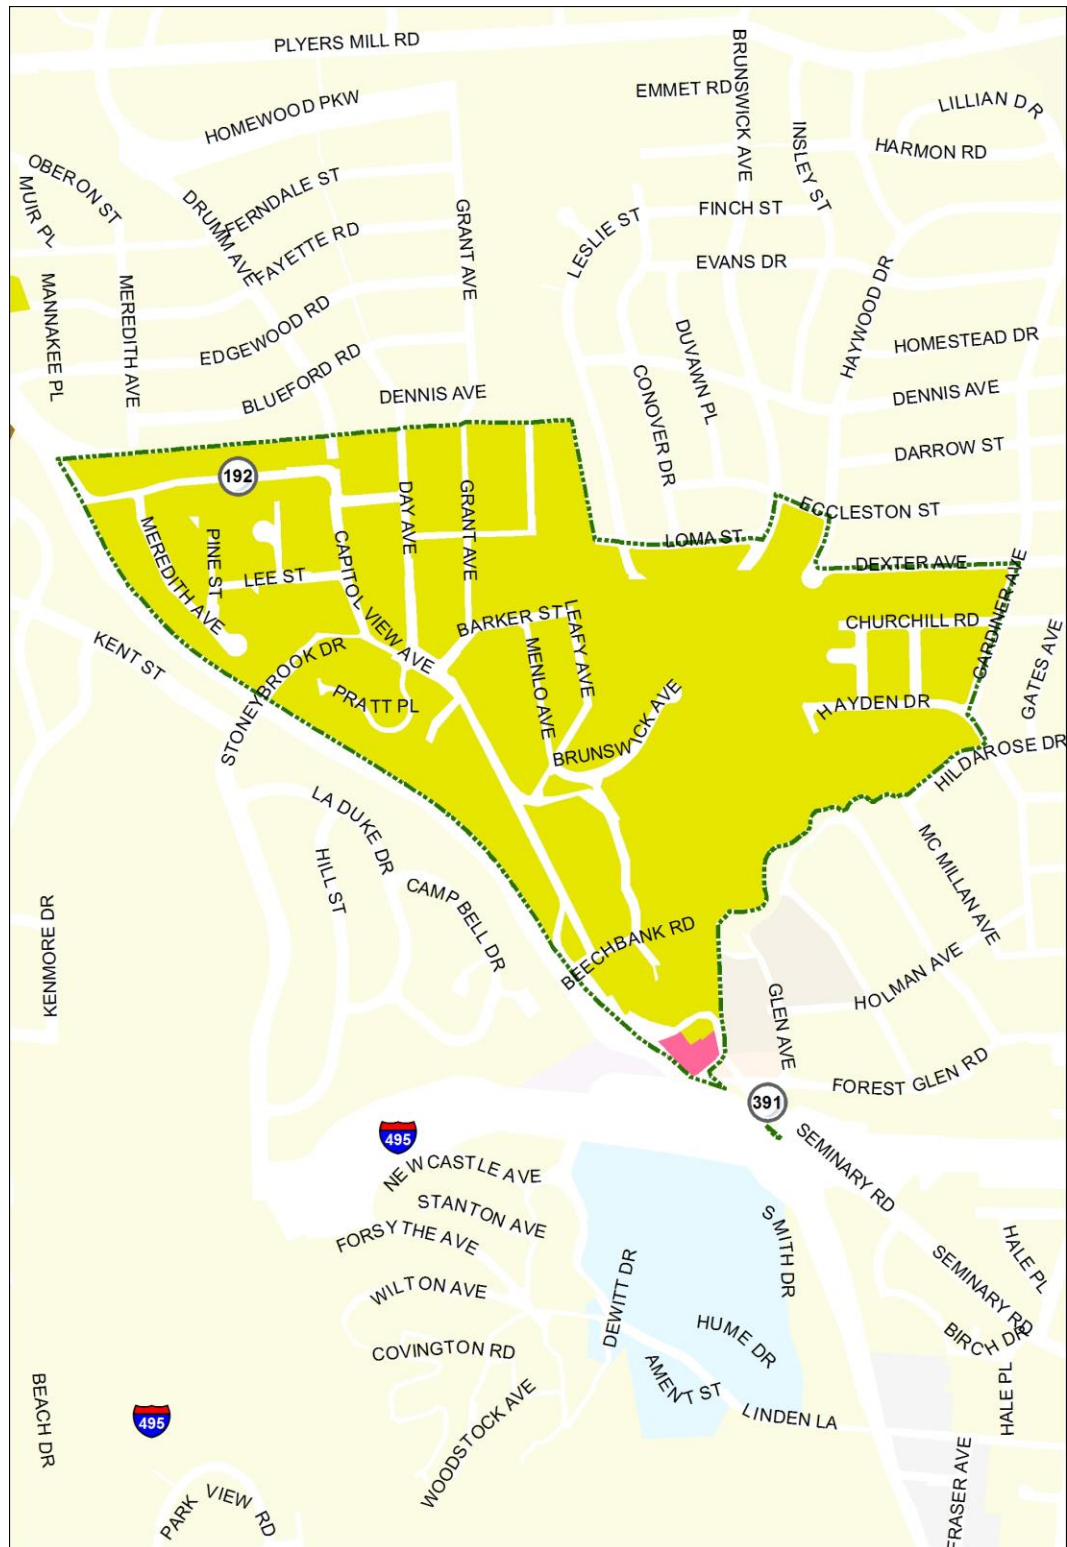 PLYERS MILL RD
HOMEWOOD PKW
EMMET RD
BRUNSWICK AVE
LILLIAN DR
INSLEY ST
HARMON RD
OBERON ST
MUIR PL
DRUMM AVE
FERNDALE ST
FAYETTE RD
GRANT AVE
LESLIE ST
FINCH ST
EVANS DR
HAYWOOD DR
MANNAKEE PL
MEREDITH AVE
EDGEWOOD RD
BLUEFORD RD
DENNIS AVE
CONOVER DR
DUVAWN PL
HOMESTEAD DR
DENNIS AVE
DARROW ST
192
ECCLESTON ST
LOMA ST
DEXTER AVE
MEREDITH AVE
PINE ST
LEE ST
CAPITOL VIEW AVE
DAY AVE
GRANT AVE
BARKER ST
LEAFY AVE
MENLO AVE
CHURCHILL RD
GARDINER AVE
GATES AVE
KENT ST
STONEYBROOK DR
PRATT PL
BRUNSWICK AVE
HAYDEN DR
HILDAROSE DR
LA DUKE DR
HILL ST
CAMPBELL DR
MC MILLAN AVE
KENMORE DR
BEECHBANK RD
GLEN AVE
HOLMAN AVE
FOREST GLEN RD
391
495
SEMINARY RD
NEWCASTLE AVE
STANTON AVE
FORSYTHE AVE
WILTON AVE
COVINGTON RD
WOODSTOCK AVE
DEWITT DR
SMITH DR
HUME DR
AMENT ST
LINDEN LA
HALE PL
SEMINARY RD
BIRCH DR
HALE PL
BEACH DR
495
PARK VIEW RD
FRASER AVE